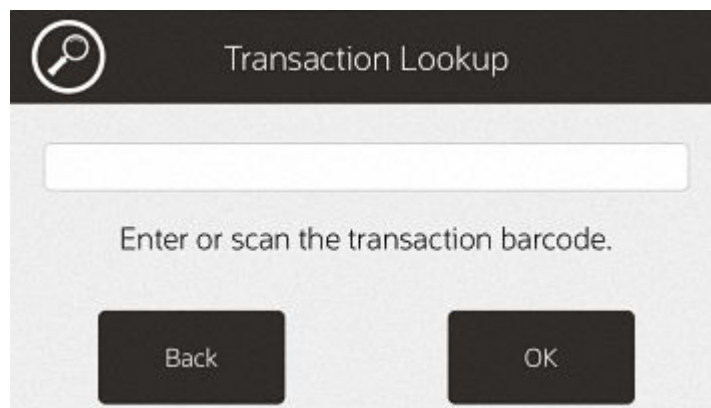 Transaction Lookup
Enter or scan the transaction barcode.
Back
OK